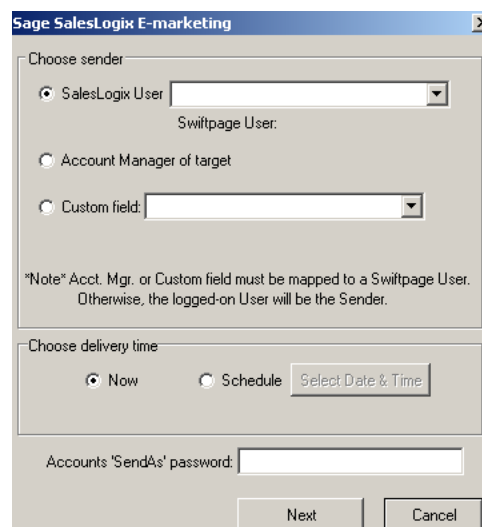 Sage SalesLogix E-marketing
Choose sender
SalesLogix User
Swiftpage User:
Account Manager of target
Custom field:
*Note* Acct. Mgr. or Custom field must be mapped to a Swiftpage User.
Otherwise, the logged-on User will be the Sender.
Choose delivery time
Now Schedule Select Date & Time
Accounts 'SendAs' password:
Next Cancel